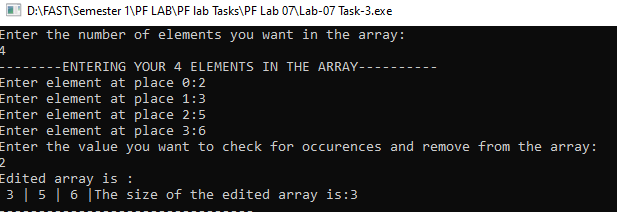 D:\FAST\Semester 1\PF LAB\PF lab Tasks\PF Lab 07\Lab-07 Task-3.exe
Enter the number of elements you want in the array:
4
--------ENTERING YOUR 4 ELEMENTS IN THE ARRAY----------
Enter element at place 0:2
Enter element at place 1:3
Enter element at place 2:5
Enter element at place 3:6
Enter the value you want to check for occurences and remove from the array:
2
Edited array is :
 3 | 5 | 6 |The size of the edited array is:3
--------------------------------